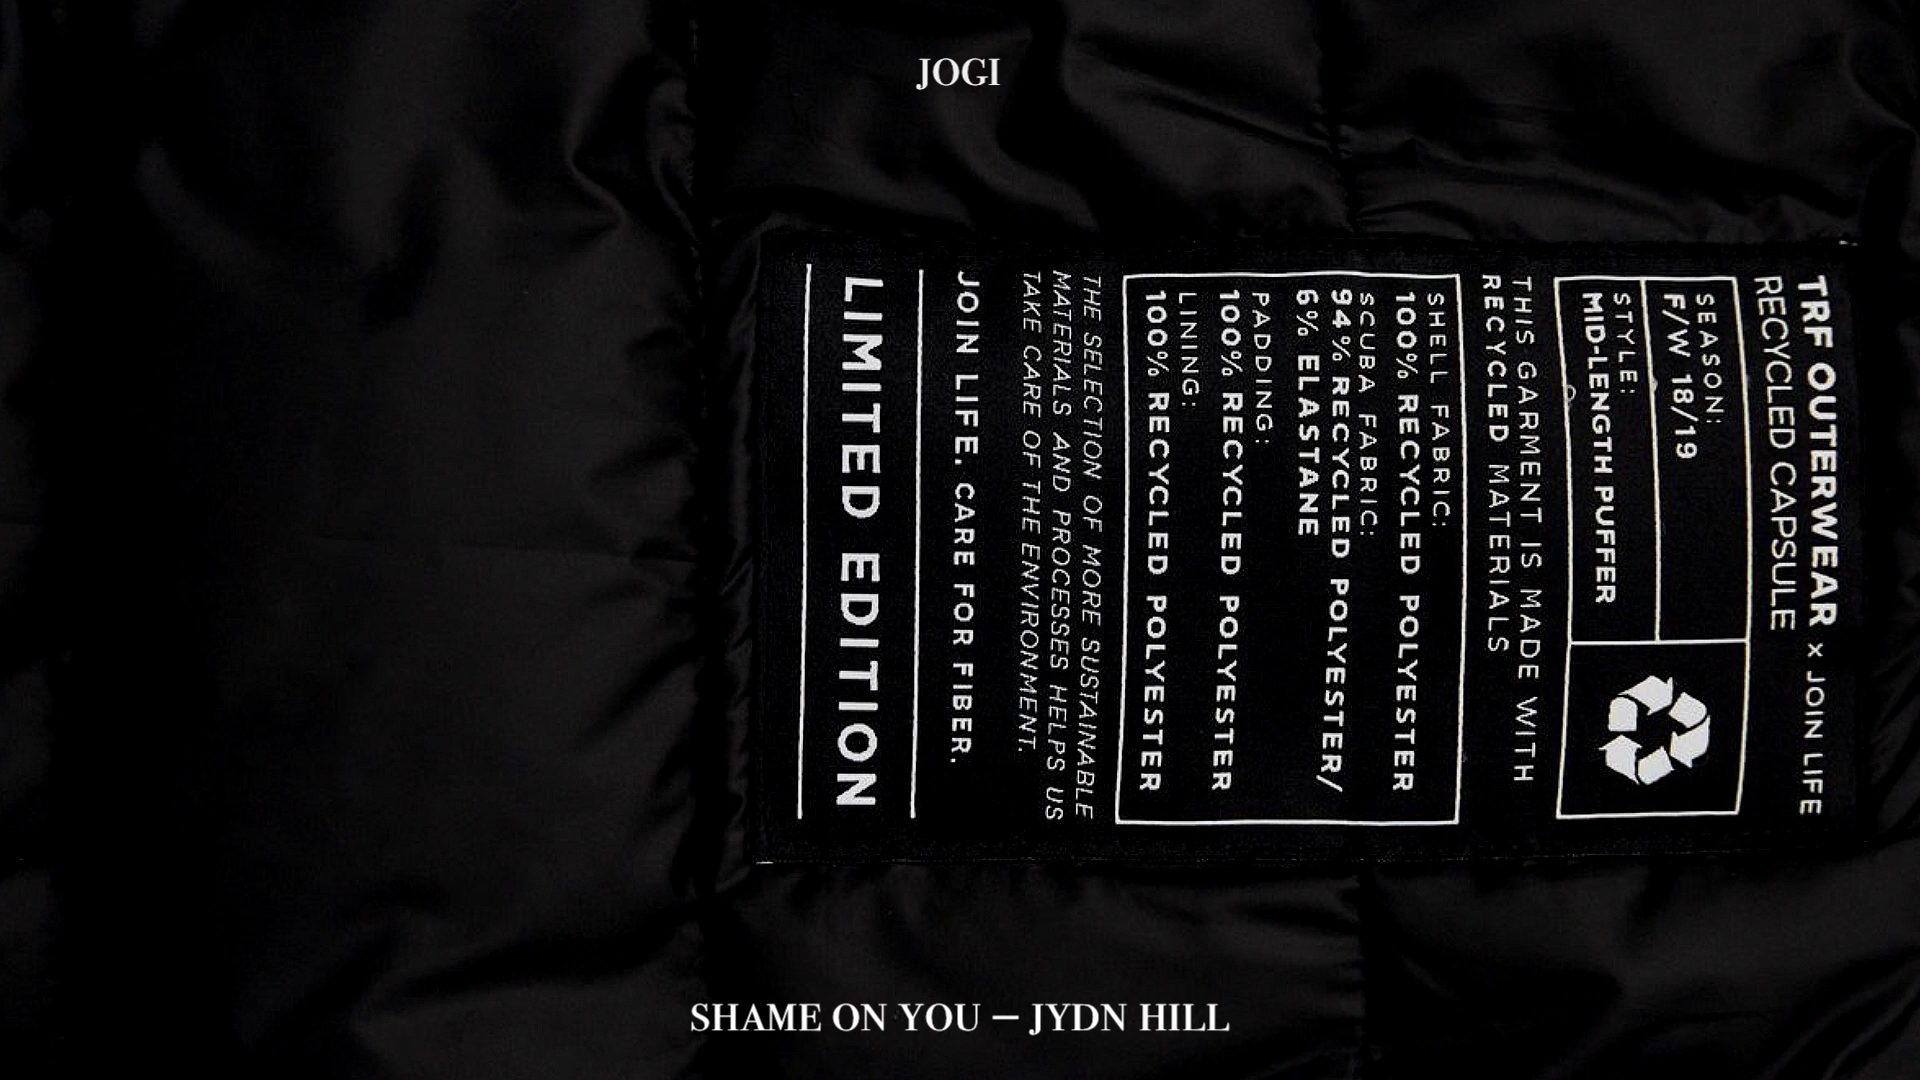 JOGI
TRF OUTERWEAR × JOIN LIFE
RECYCLED CAPSULE
SEASON:
F/W 18/19
STYLE:
MID-LENGTH PUFFER
THIS GARMENT IS MADE WITH
RECYCLED MATERIALS
SHELL FABRIC:
100% RECYCLED POLYESTER
SCUBA FABRIC:
94% RECYCLED POLYESTER/
6% ELASTANE
PADDING:
100% RECYCLED POLYESTER
LINING:
100% RECYCLED POLYESTER
THE SELECTION OF MORE SUSTAINABLE
MATERIALS AND PROCESSES HELPS US
TAKE CARE OF THE ENVIRONMENT.
JOIN LIFE. CARE FOR FIBER.
LIMITED EDITION
SHAME ON YOU — JYDN HILL